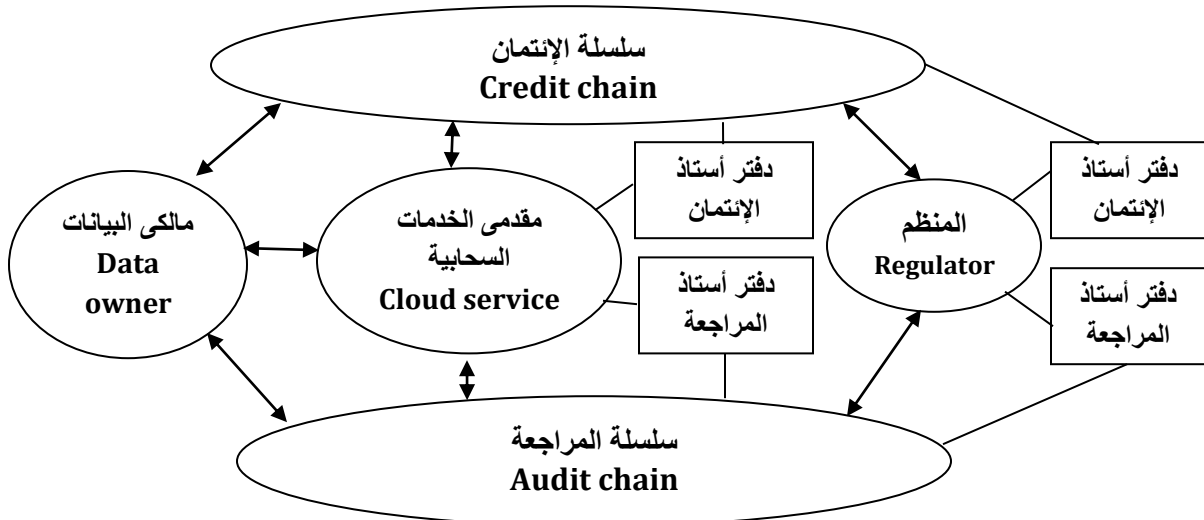 سلسلة الإئتمان
Credit chain
مالكى البيانات
Data
owner
مقدمى الخدمات
السحابية
Cloud service
دفتر أستاذ
الإئتمان
دفتر أستاذ
المراجعة
المنظم
Regulator
دفتر أستاذ
الإئتمان
دفتر أستاذ
المراجعة
سلسلة المراجعة
Audit chain